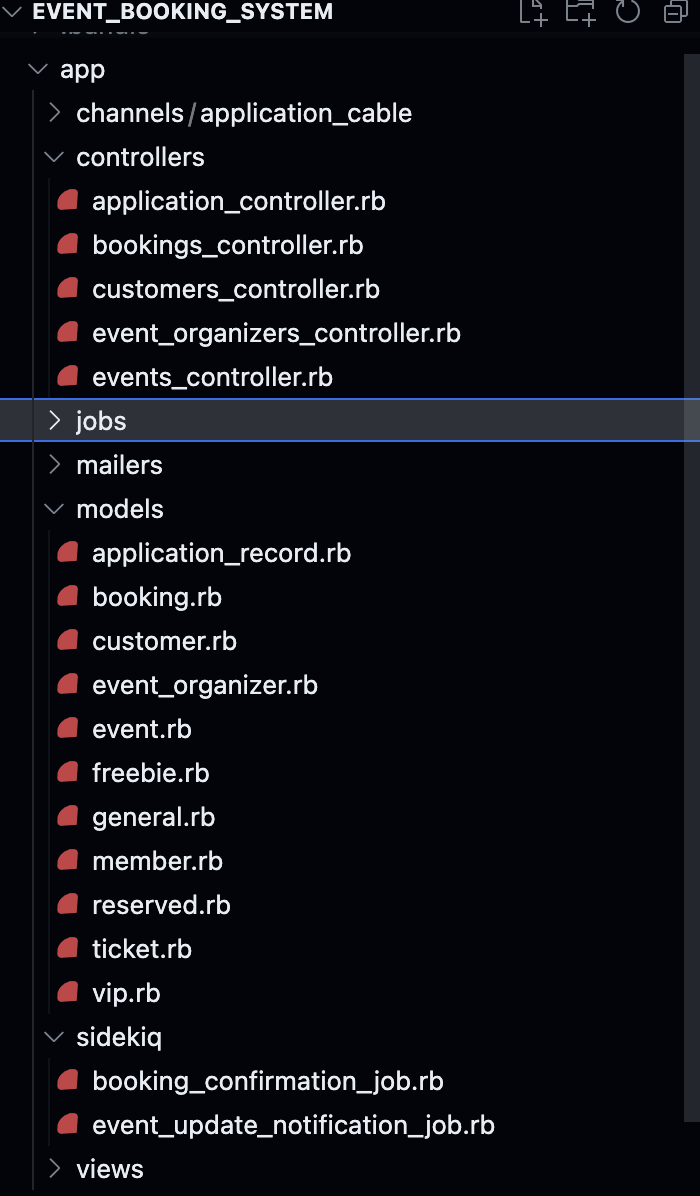 EVENT_BOOKING_SYSTEM
app
channels/application_cable
controllers
application_controller.rb
bookings_controller.rb
customers_controller.rb
event_organizers_controller.rb
events_controller.rb
jobs
mailers
models
application_record.rb
booking.rb
customer.rb
event_organizer.rb
event.rb
freebie.rb
general.rb
member.rb
reserved.rb
ticket.rb
vip.rb
sidekiq
booking_confirmation_job.rb
event_update_notification_job.rb
views